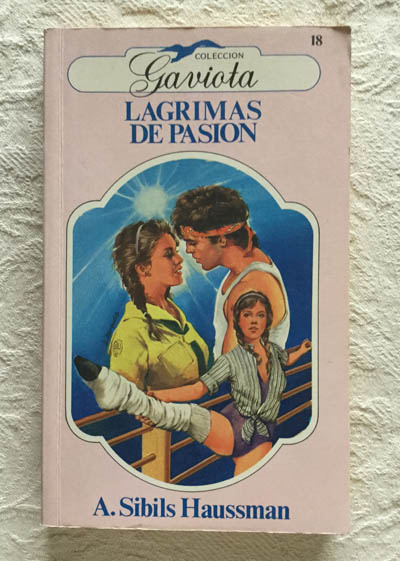 18
COLECCION
Gaviota
LAGRIMAS
DE PASION
A. Sibils Haussman